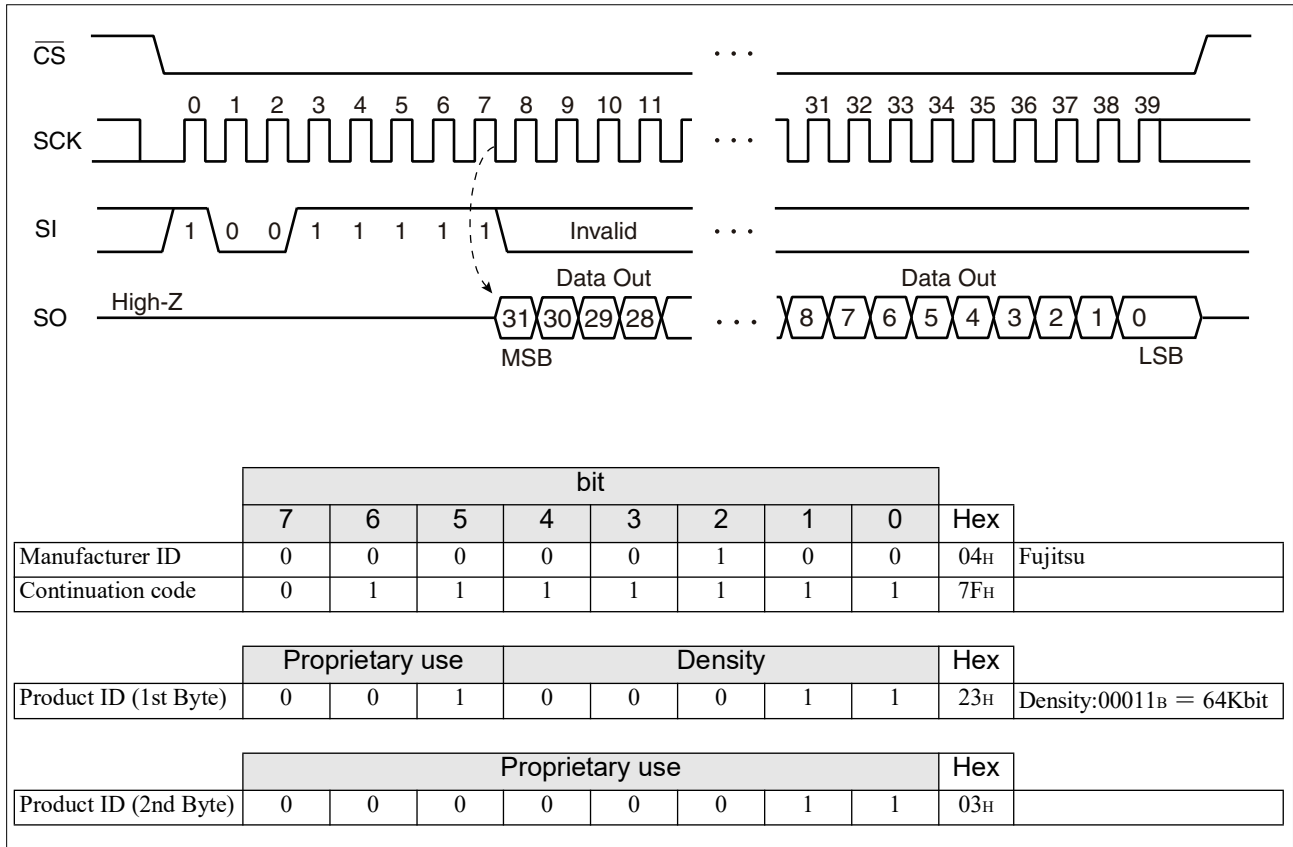 CS
0 1 2 3 4 5 6 7 8 9 10 11 31 32 33 34 35 36 37 38 39
SCK
SI 1 0 0 1 1 1 1 1 Invalid
Data Out Data Out
High-Z
SO 31 30 29 28 8 7 6 5 4 3 2 1 0
MSB LSB
bit
7 6 5 4 3 2 1 0 Hex
Manufacturer ID 0 0 0 0 0 1 0 0 04H Fujitsu
Continuation code 0 1 1 1 1 1 1 1 7FH
Proprietary use Density Hex
Product ID (1st Byte) 0 0 1 0 0 0 1 1 23H Density:00011B = 64Kbit
Proprietary use Hex
Product ID (2nd Byte) 0 0 0 0 0 0 1 1 03H